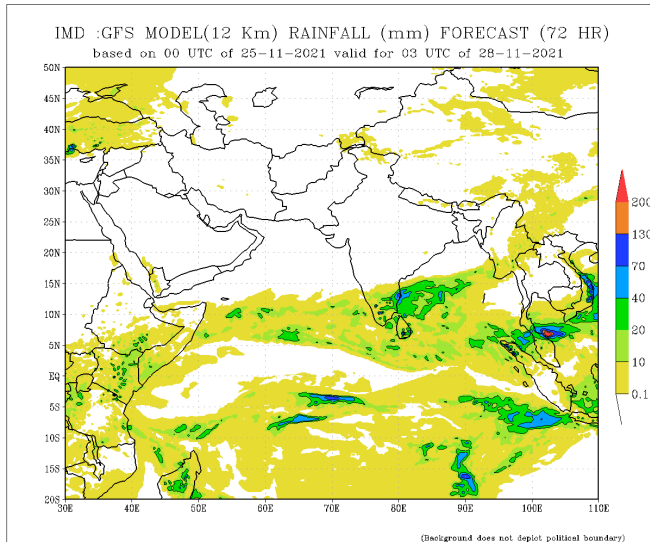 IMD :GFS MODEL(12 Km) RAINFALL (mm) FORECAST (72 HR)
based on 00 UTC of 25-11-2021 valid for 03 UTC of 28-11-2021
50N
45N
40N
35N
30N
25N
20N
15N
10N
5N
EQ
5S
10S
15S
20S
30E 40E 50E 60E 70E 80E 90E 100E 110E
200
130
70
40
20
10
0.1
(Background does not depict political boundary)